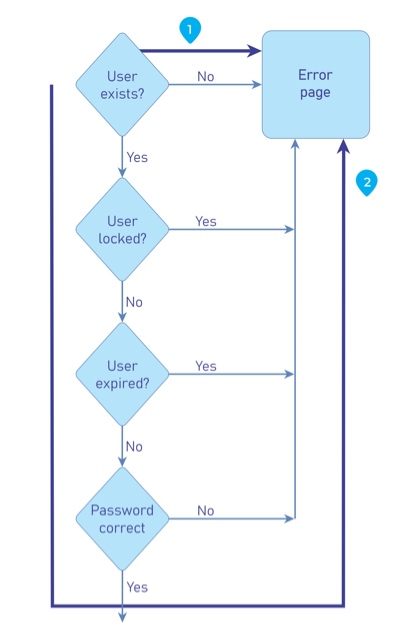 1
User
exists?
No
Error
page
Yes
2
User
locked?
Yes
No
User
expired?
Yes
No
Password
correct
No
Yes